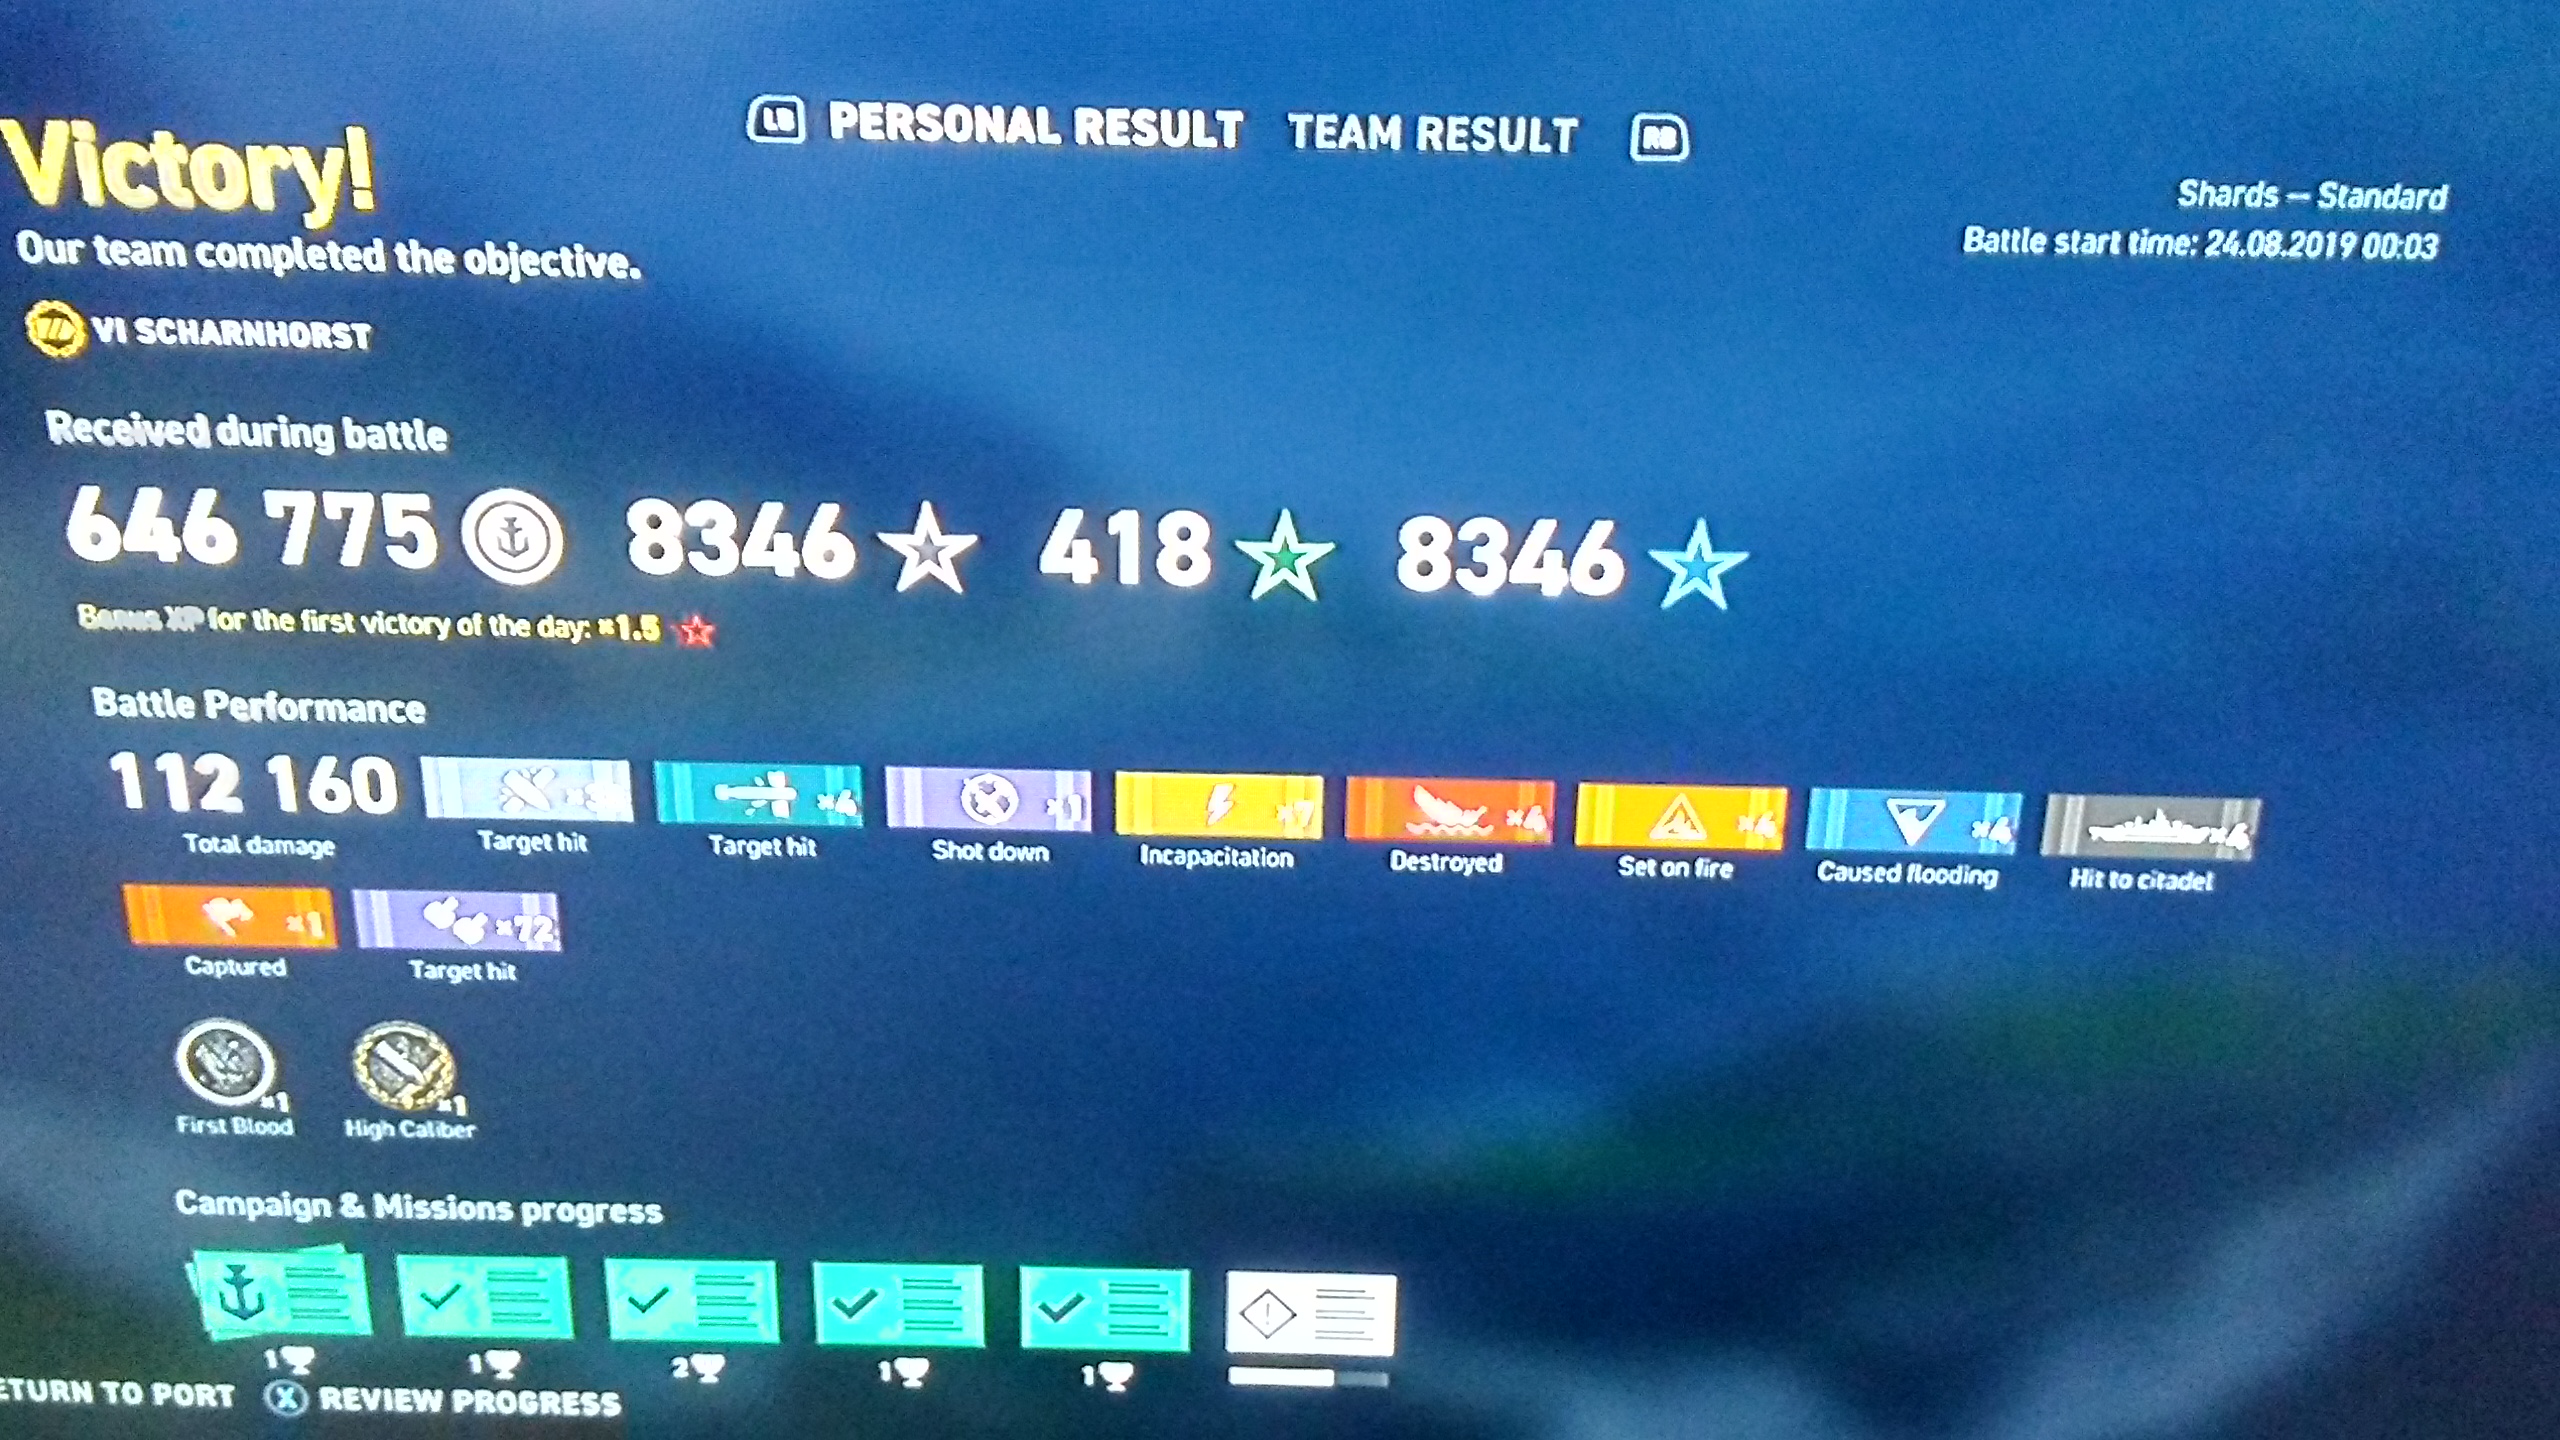 LB PERSONAL RESULT TEAM RESULT RB
Victory!
Our team completed the objective.
Shards – Standard
Battle start time: 24.08.2019 00:03
VI SCHARNHORST
Received during battle
646 775 8346 418 8346
Bonus XP for the first victory of the day: ×1.5
Battle Performance
112 160 ×4 ×1 ×7 ×4 ×4 ×4 ×4
Total damage Target hit Target hit Shot down Incapacitation Destroyed Set on fire Caused flooding Hit to citadel
×1 ×72
Captured Target hit
×1 ×1
First Blood High Caliber
Campaign & Missions progress
1 1 2 1 1
ETURN TO PORT X REVIEW PROGRESS